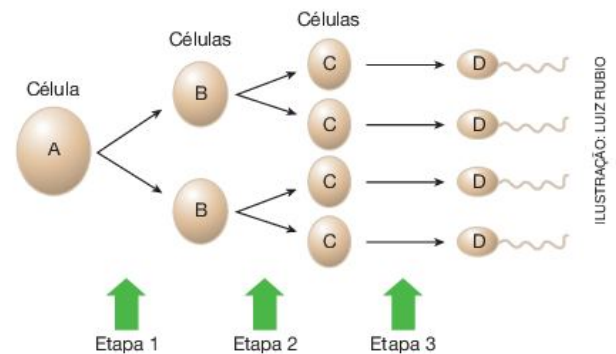 Célula
Células
Células
A
B
B
C
C
C
C
D
D
D
D
Etapa 1
Etapa 2
Etapa 3
ILUSTRAÇÃO: LUIZ RUBIO